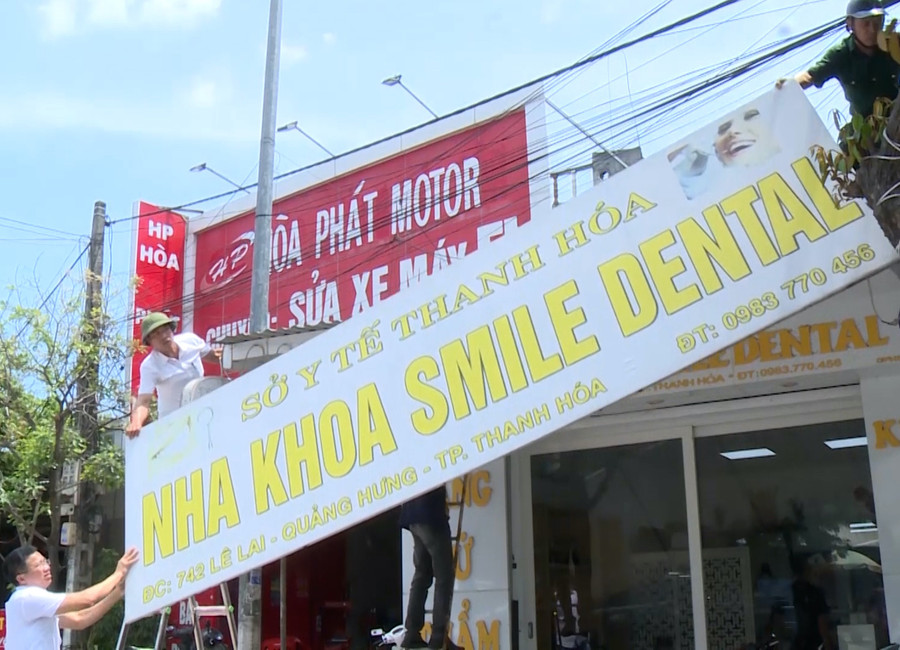 HP
HÒA
HP
HÒA PHÁT MOTOR
SỬA XE MÁY
SỞ Y TẾ THANH HÓA
NHA KHOA SMILE DENTAL
ĐC: 742 LÊ LAI - QUẢNG HƯNG - TP. THANH HÓA
ĐT: 0983 770 456
DENTAL
THANH HÓA - ĐT: 0983.770.456